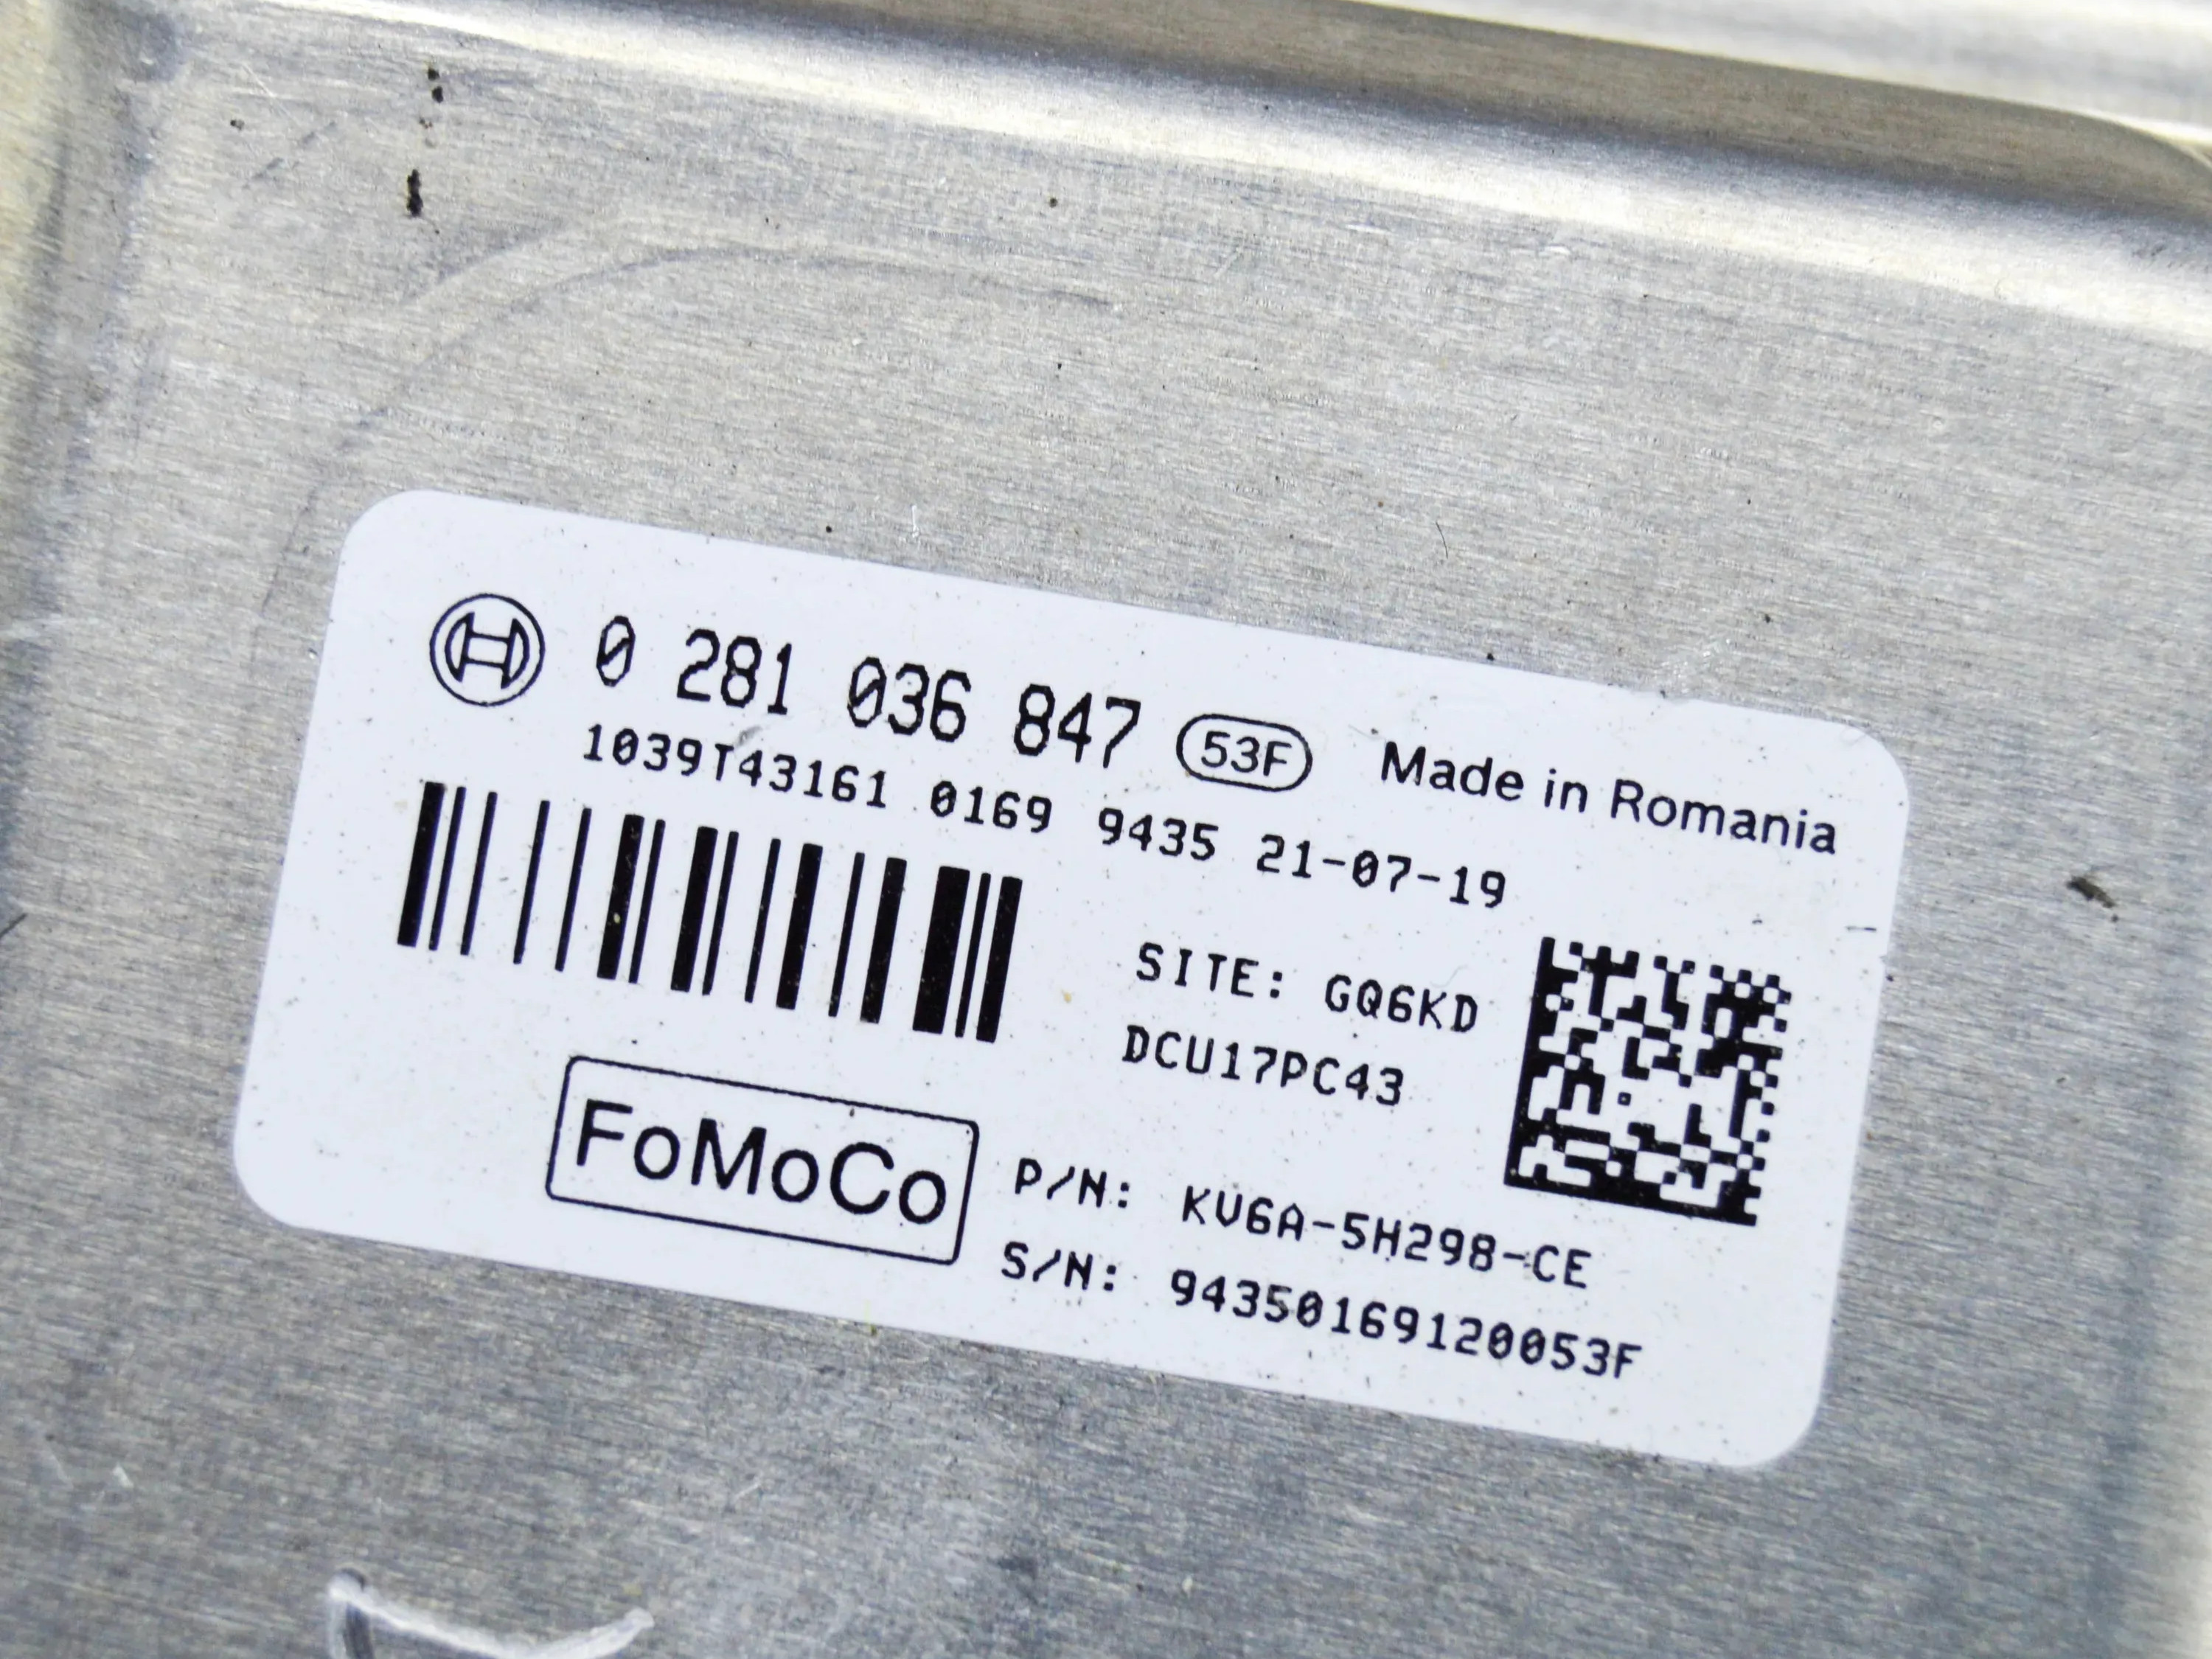 0 281 036 847 53F Made in Romania
1039T43161 0169 9435 21-07-19
SITE: GQ6KD
DCU17PC43
FoMoCo
P/N: KV6A-5H298-CE
S/N: 94350169120053F